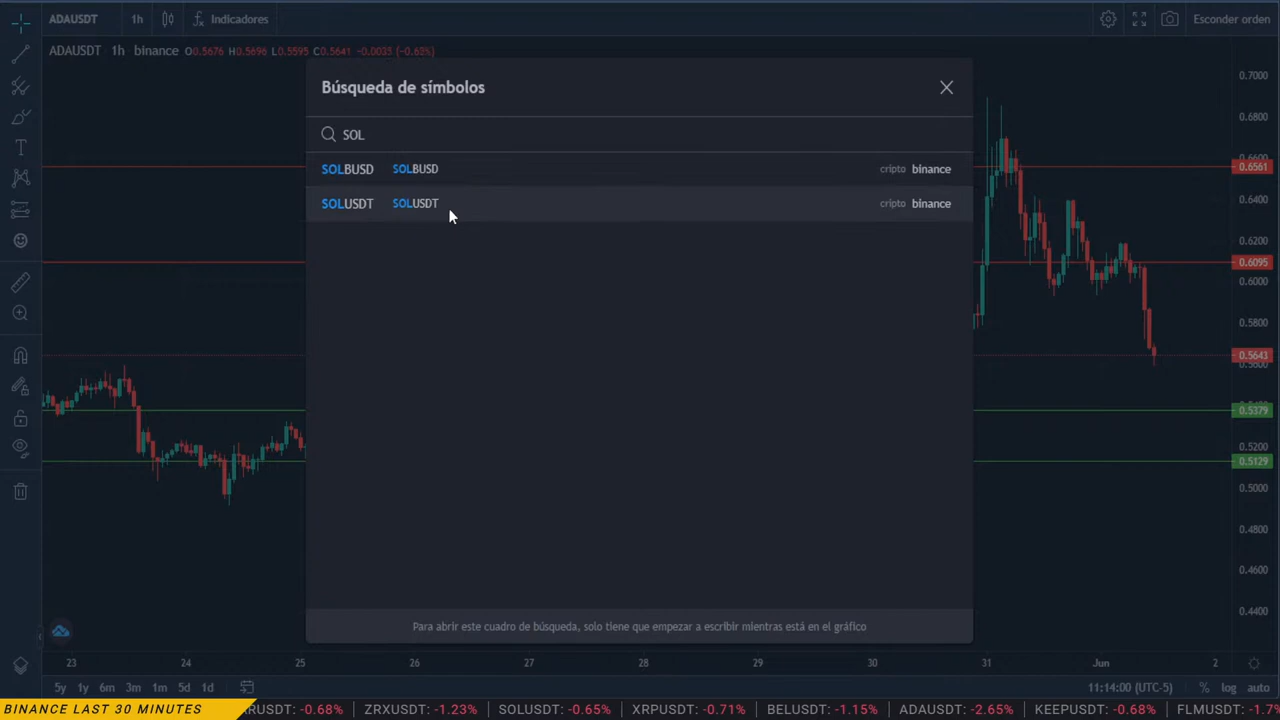 ADAUSDT 1h Indicadores Esconder orden
ADAUSDT 1h binance O0.5676 H0.5696 L0.5595 C0.5641 -0.0035 (-0.62%)
Búsqueda de símbolos
SOL
SOLBUSD SOLBUSD cripto binance
SOLUSDT SOLUSDT cripto binance
Para abrir este cuadro de búsqueda, solo tiene que empezar a escribir mientras está en el gráfico
0.7000
0.6800
0.6561
0.6400
0.6200
0.6095
0.6000
0.5800
0.5643
0.5379
0.5200
0.5129
0.5000
0.4800
0.4600
0.4400
23 24 25 26 27 28 29 30 31 Jun 2
5y 1y 6m 3m 1m 5d 1d 11:14:00 (UTC-5) % log auto
BINANCE LAST 30 MINUTES RUSDT: -0.68% ZRXUSDT: -1.23% SOLUSDT: -0.65% XRPUSDT: -0.71% BELUSDT: -1.15% ADAUSDT: -2.65% KEEPUSDT: -0.68% FLMUSDT: -1.7%